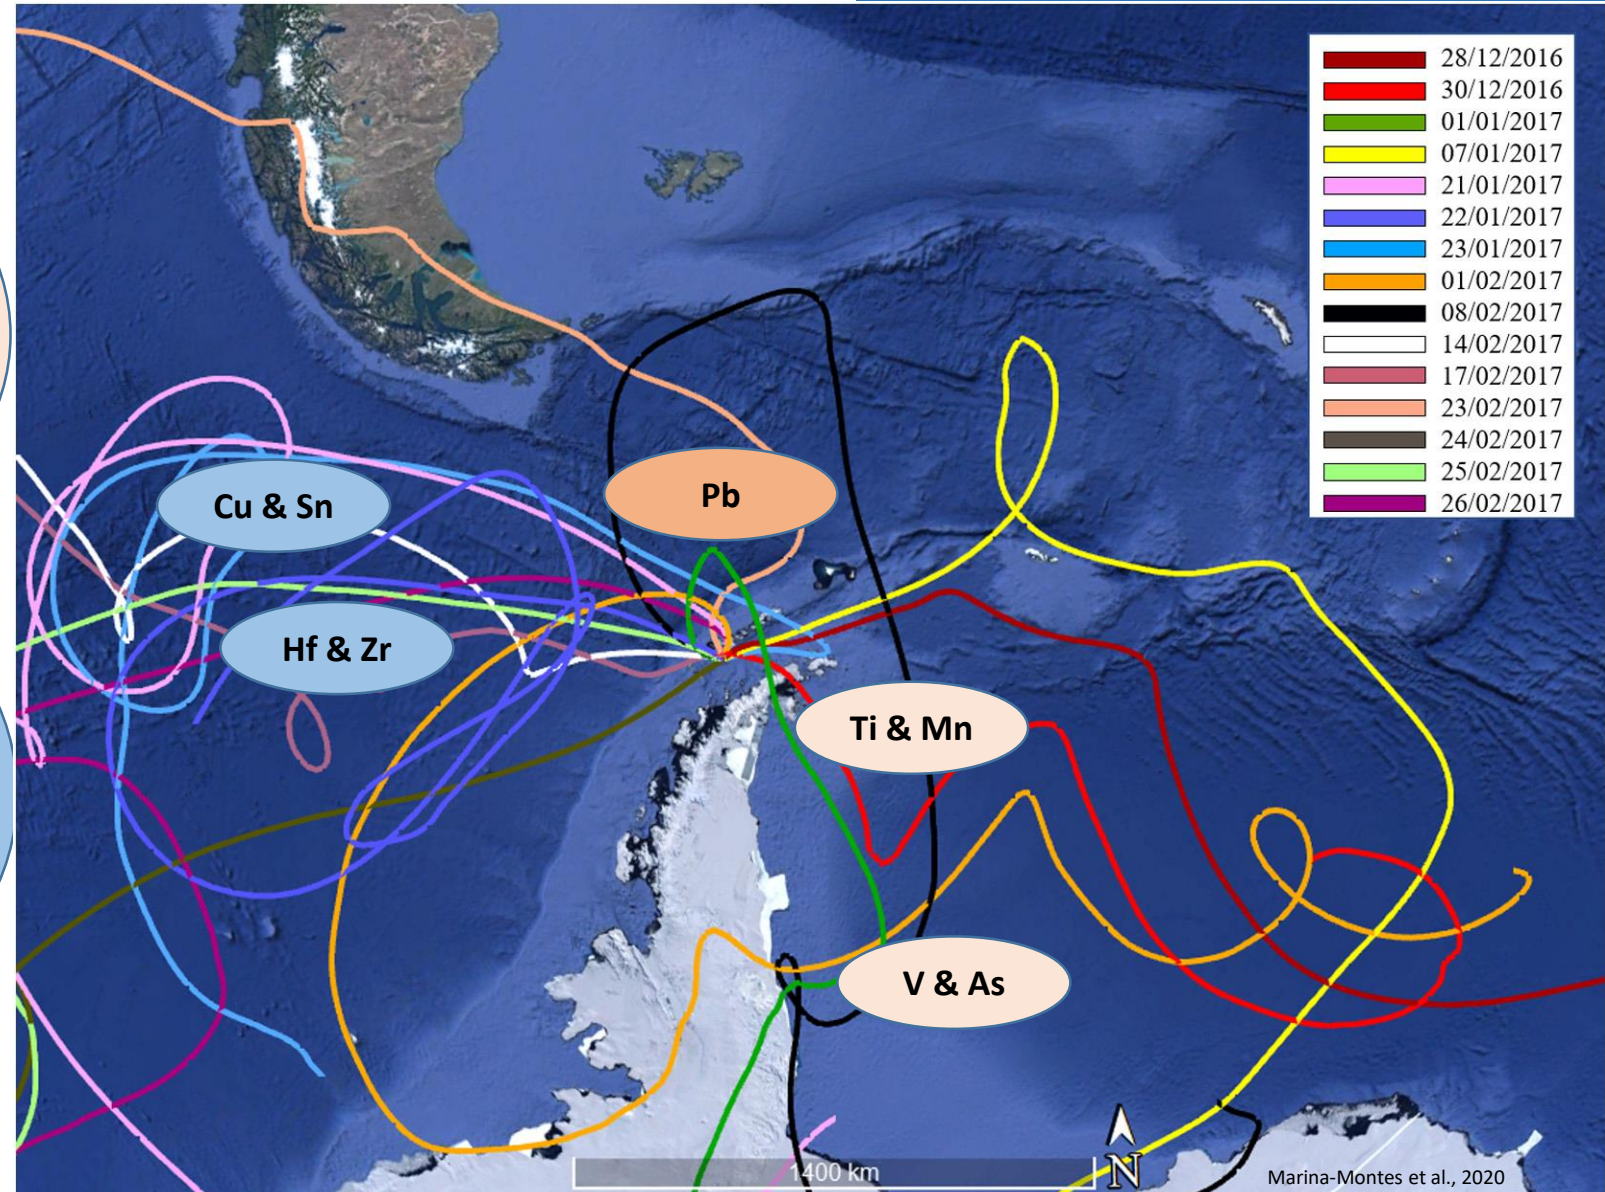 28/12/2016
30/12/2016
01/01/2017
07/01/2017
21/01/2017
22/01/2017
23/01/2017
01/02/2017
08/02/2017
14/02/2017
17/02/2017
23/02/2017
24/02/2017
25/02/2017
26/02/2017
Cu & Sn
Pb
Hf & Zr
Ti & Mn
V & As
1400 km
N
Marina-Montes et al., 2020